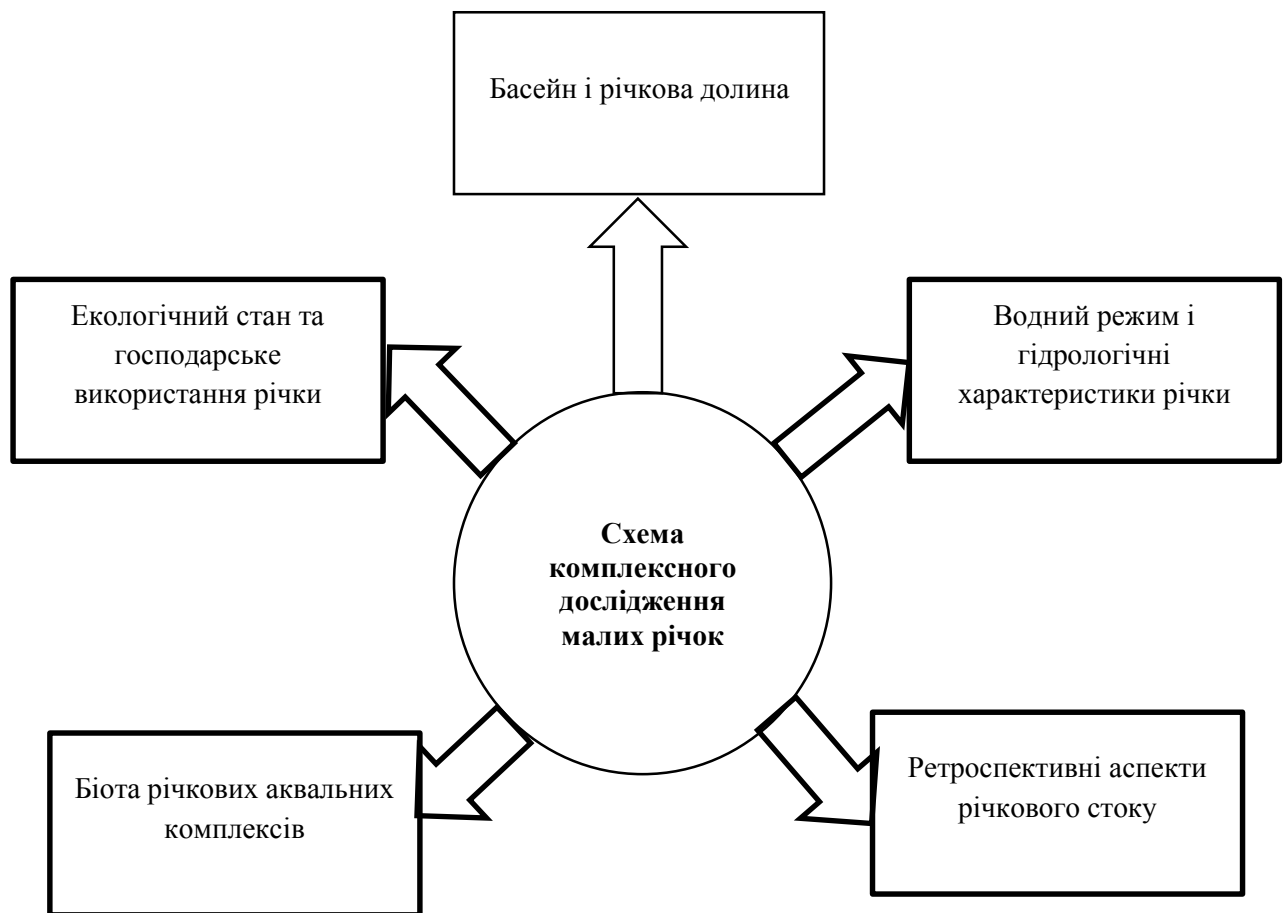 Басейн і річкова долина
Екологічний стан та
господарське
використання річки
Водний режим і
гідрологічні
характеристики річки
Схема
комплексного
дослідження
малих річок
Біота річкових аквальних
комплексів
Ретроспективні аспекти
річкового стоку